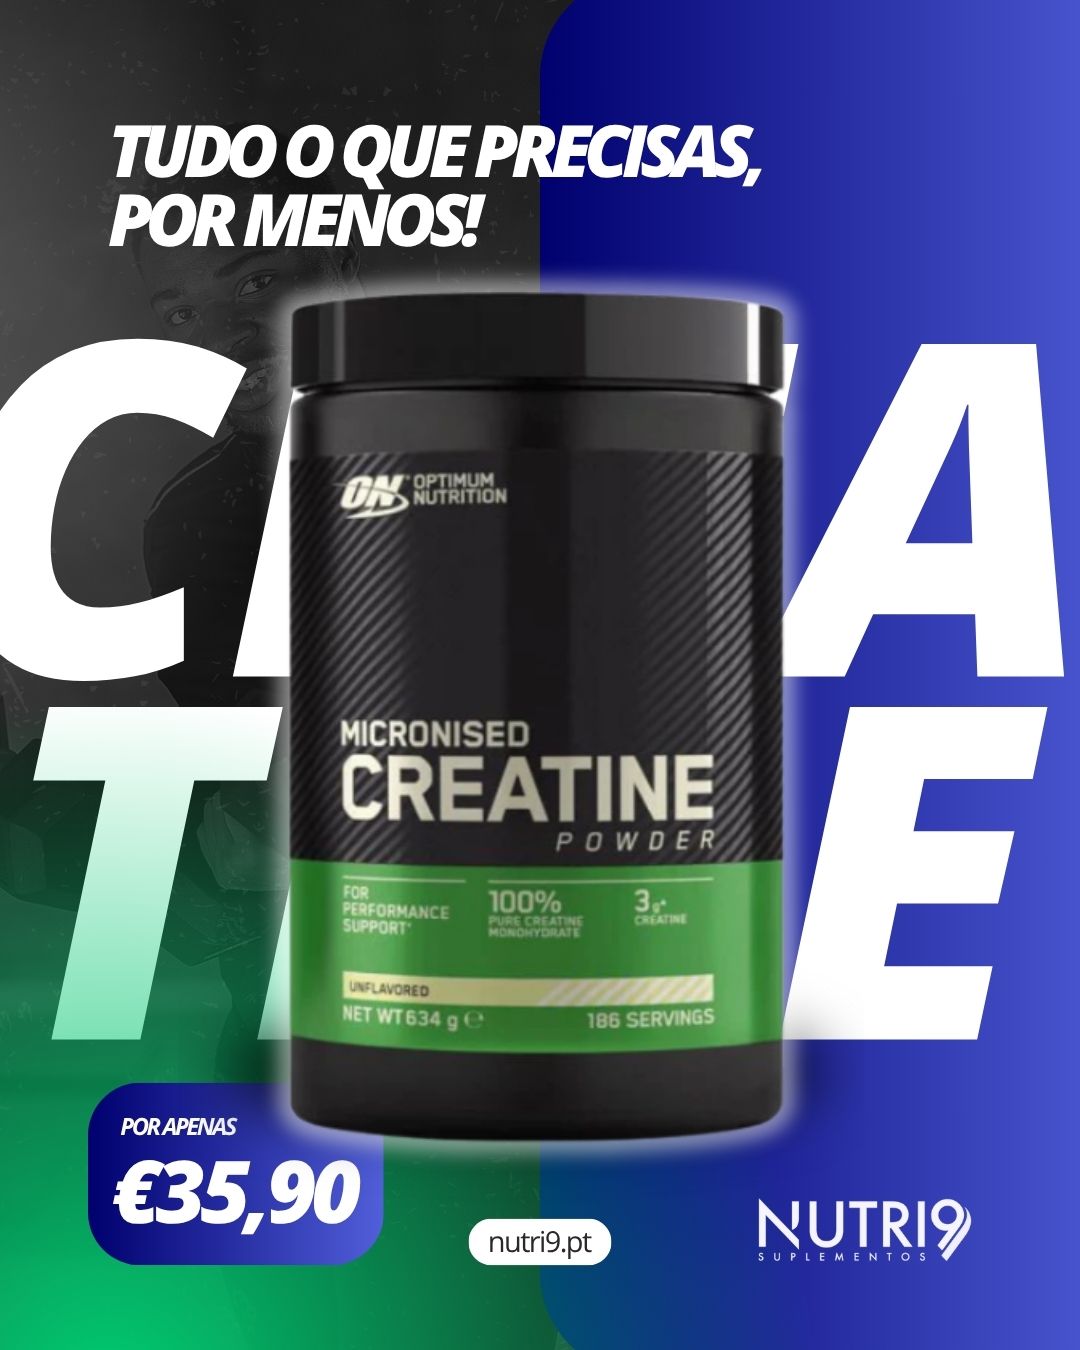 TUDO O QUE PRECISAS,
POR MENOS!
C A
ON OPTIMUM
NUTRITION
MICRONISED
CREATINE
POWDER
T E
FOR
PERFORMANCE
SUPPORT*
100%
PURE CREATINE
MONOHYDRATE
3g*
CREATINE
UNFLAVORED
NET WT 634 g ℮
186 SERVINGS
POR APENAS
€35,90
nutri9.pt
NUTRI9
SUPLEMENTOS